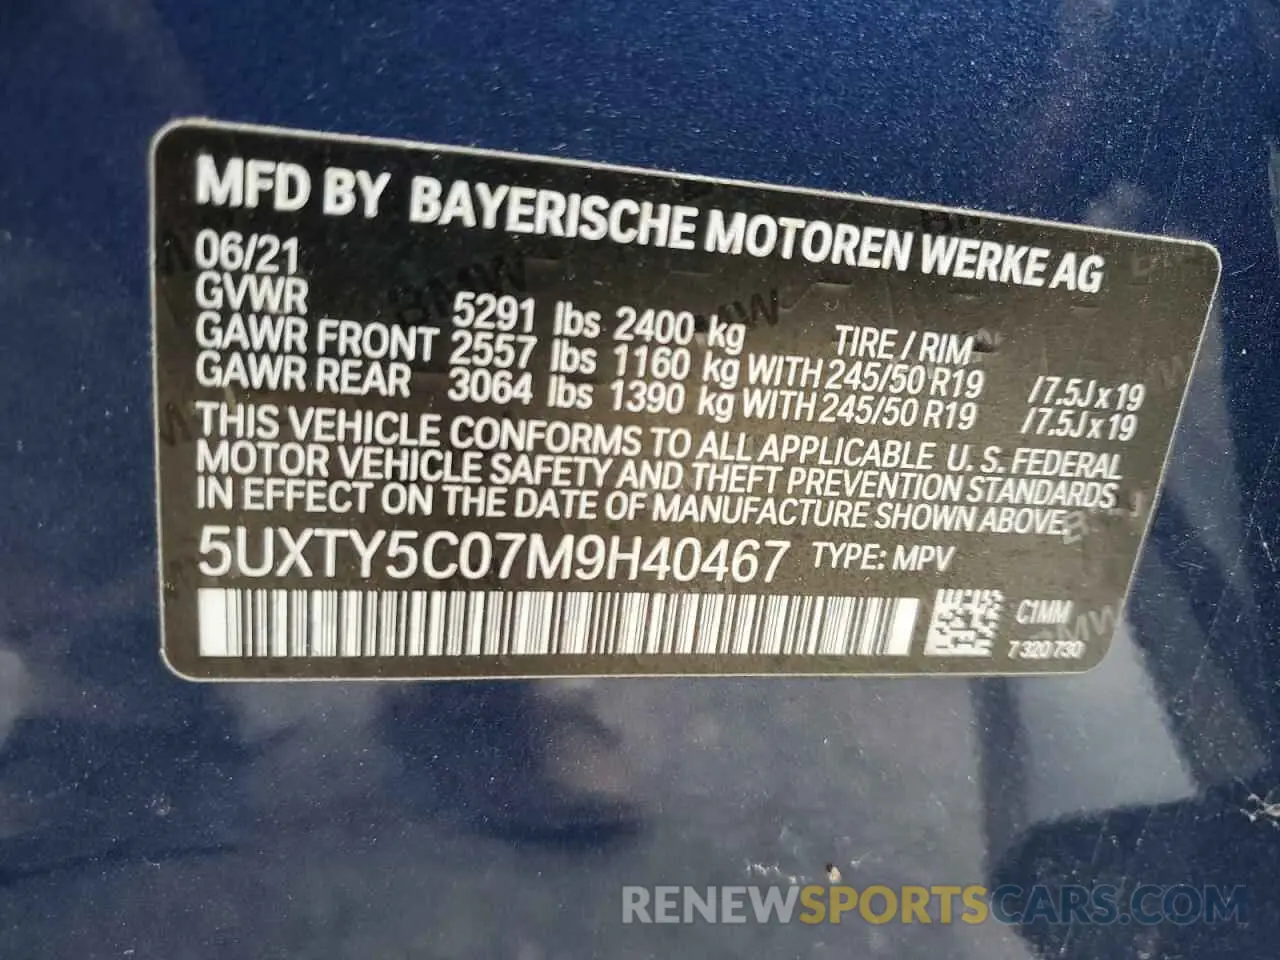 MFD BY BAYERISCHE MOTOREN WERKE AG
06/21
GVWR 5291 lbs 2400 kg TIRE / RIM
GAWR FRONT 2557 lbs 1160 kg WITH 245/50 R19 /7.5J x 19
GAWR REAR 3064 lbs 1390 kg WITH 245/50 R19 /7.5J x 19
THIS VEHICLE CONFORMS TO ALL APPLICABLE U. S. FEDERAL
MOTOR VEHICLE SAFETY AND THEFT PREVENTION STANDARDS
IN EFFECT ON THE DATE OF MANUFACTURE SHOWN ABOVE.
5UXTY5C07M9H40467 TYPE: MPV
C1MM
7 320 730
RENEWSPORTSCARS.COM